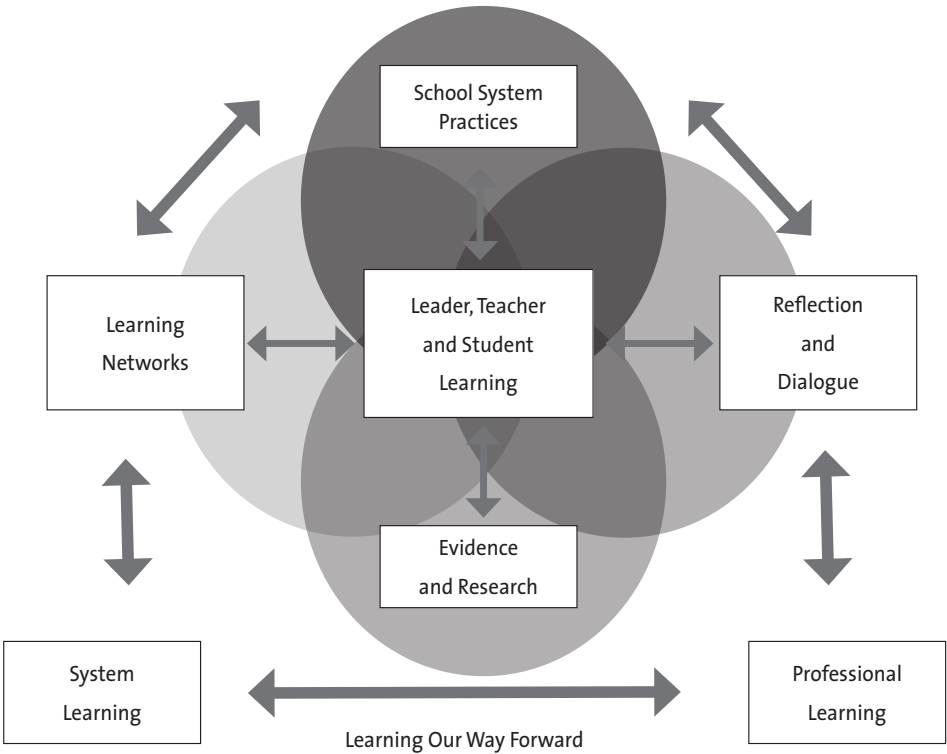 School System
Practices
Learning
Networks
Leader, Teacher
and Student
Learning
Reflection
and
Dialogue
Evidence
and Research
System
Learning
Professional
Learning
Learning Our Way Forward